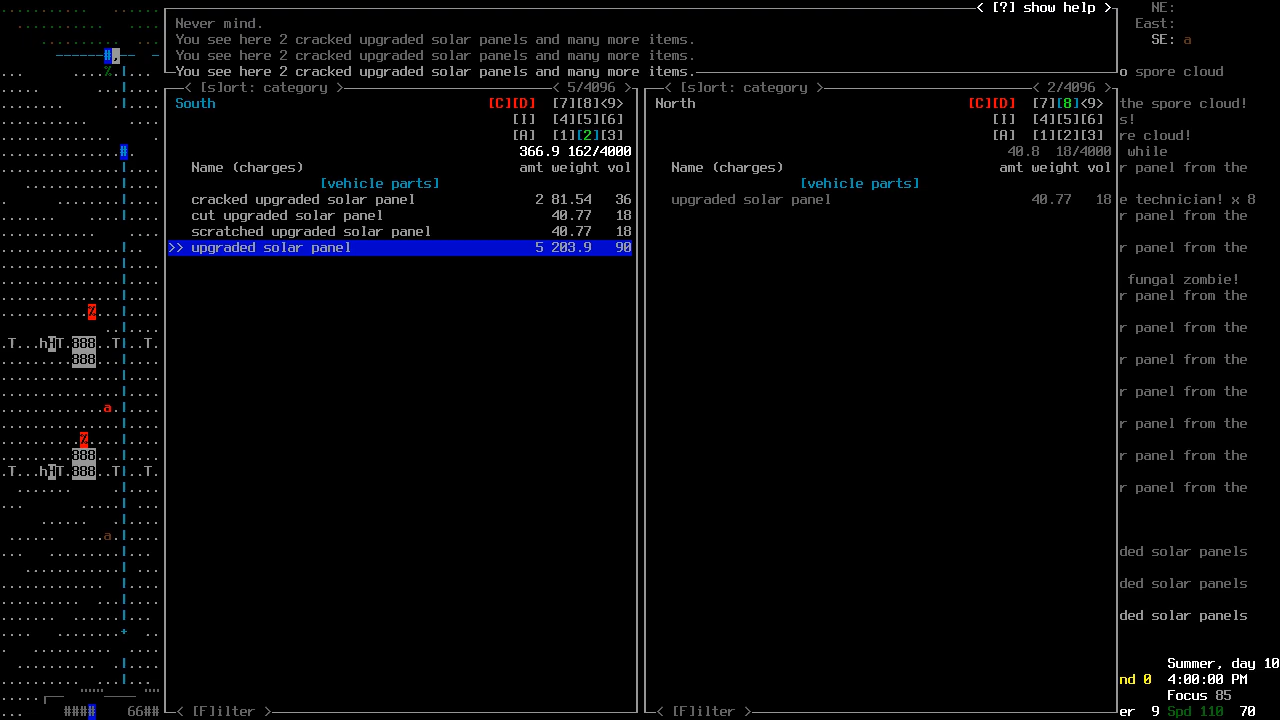 < [?] show help >
NE:
Never mind.
East:
You see here 2 cracked upgraded solar panels and many more items.
SE: a
You see here 2 cracked upgraded solar panels and many more items.
You see here 2 cracked upgraded solar panels and many more items.
o spore cloud
< [s]ort: category > < 5/4096 >
< [s]ort: category > < 2/4096 >
South [C][D] [7][8]<9>
North [C][D] [7][8]<9>
the spore cloud!
[I] [4][5][6]
[I] [4][5][6]
s!
[A] [1][2][3]
[A] [1][2][3]
re cloud!
366.9 162/4000
40.8 18/4000
while
Name (charges) amt weight vol
Name (charges) amt weight vol
r panel from the
[vehicle parts]
[vehicle parts]
cracked upgraded solar panel 2 81.54 36
upgraded solar panel 40.77 18
e technician! x 8
cut upgraded solar panel 40.77 18
r panel from the
scratched upgraded solar panel 40.77 18
>> upgraded solar panel 5 203.9 90
r panel from the
fungal zombie!
r panel from the
r panel from the
r panel from the
r panel from the
r panel from the
r panel from the
r panel from the
ded solar panels
ded solar panels
ded solar panels
Summer, day 10
nd 0 4:00:00 PM
Focus 85
< [F]ilter >
< [F]ilter >
er 9 Spd 110 70